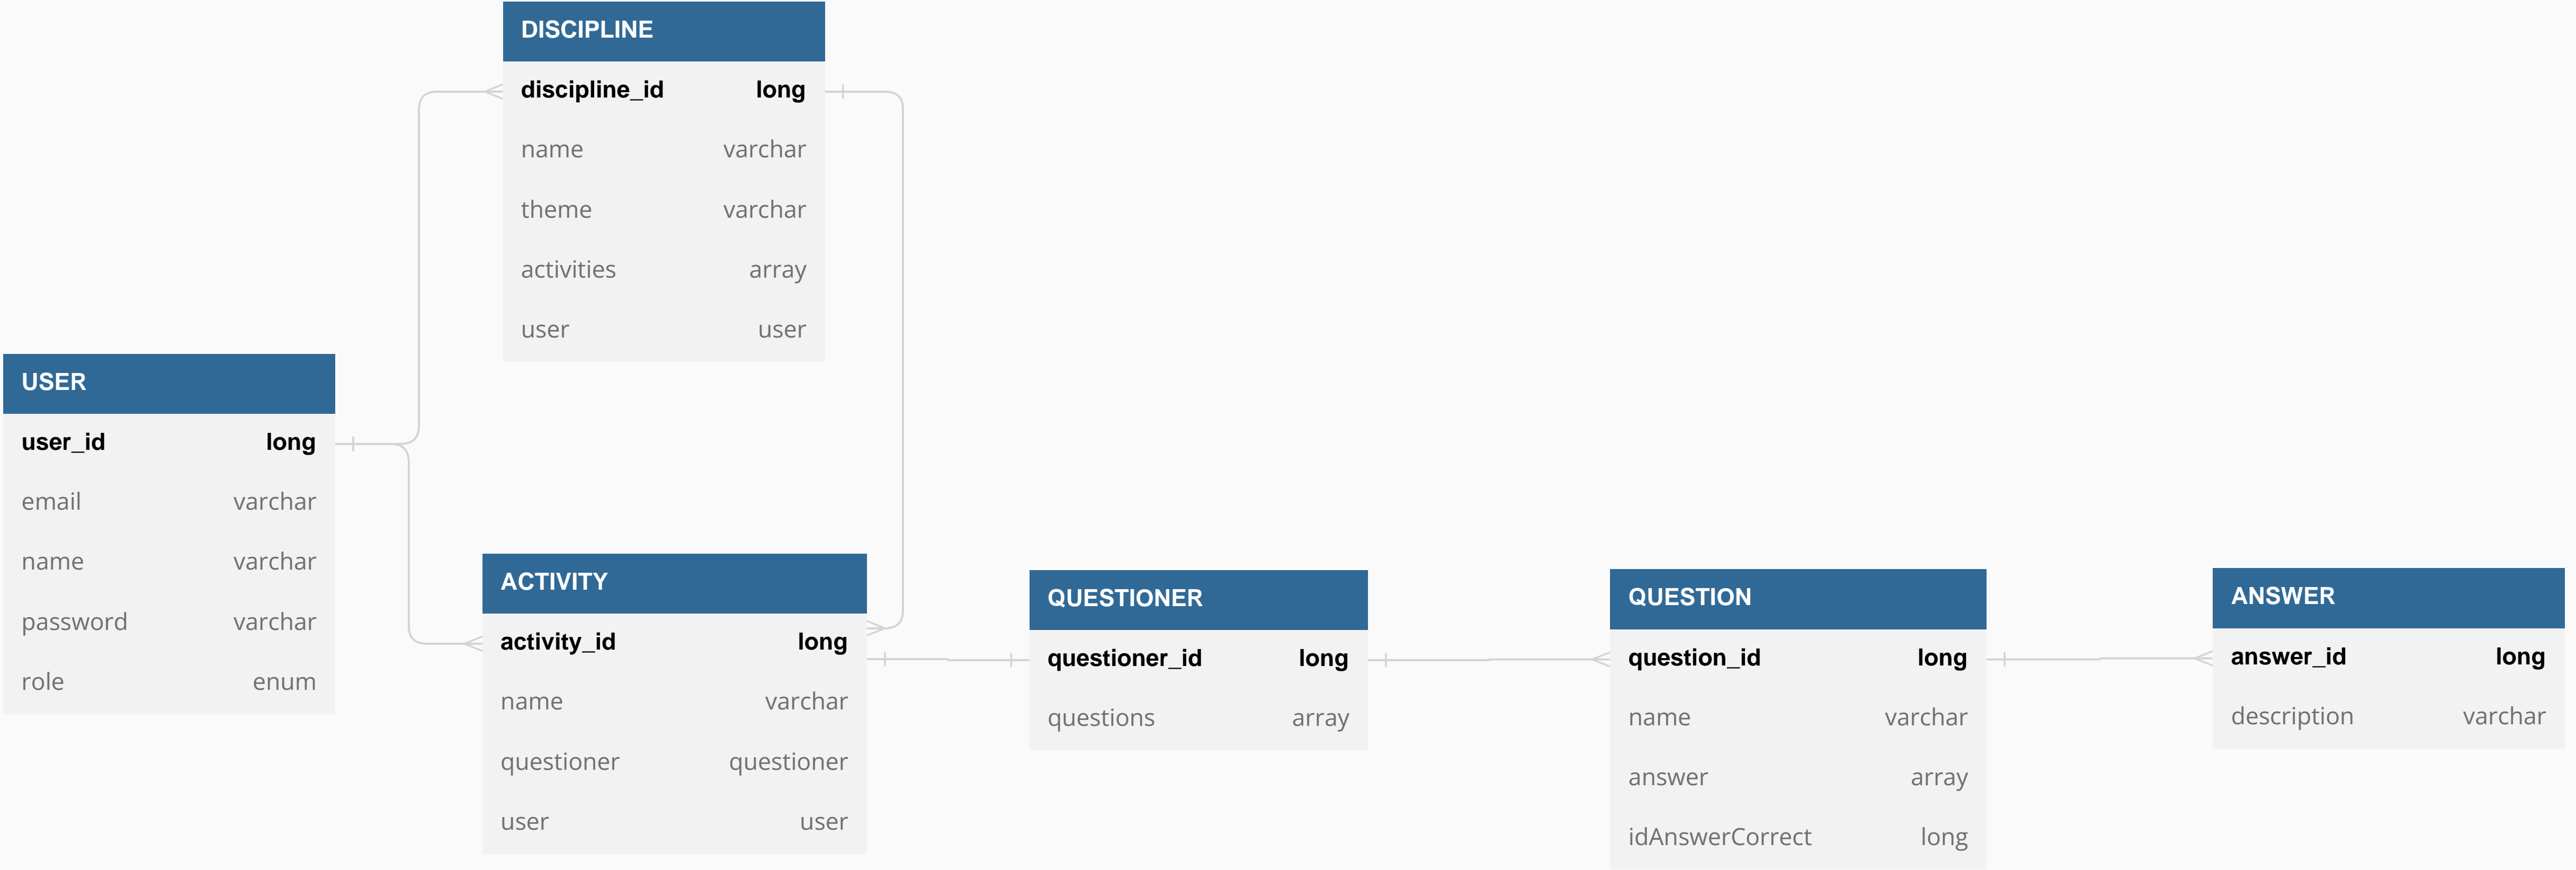 DISCIPLINE
discipline_id long
name varchar
theme varchar
activities array
user user
USER
user_id long
email varchar
name varchar
password varchar
role enum
ACTIVITY
activity_id long
name varchar
questioner questioner
user user
QUESTIONER
questioner_id long
questions array
QUESTION
question_id long
name varchar
answer array
idAnswerCorrect long
ANSWER
answer_id long
description varchar